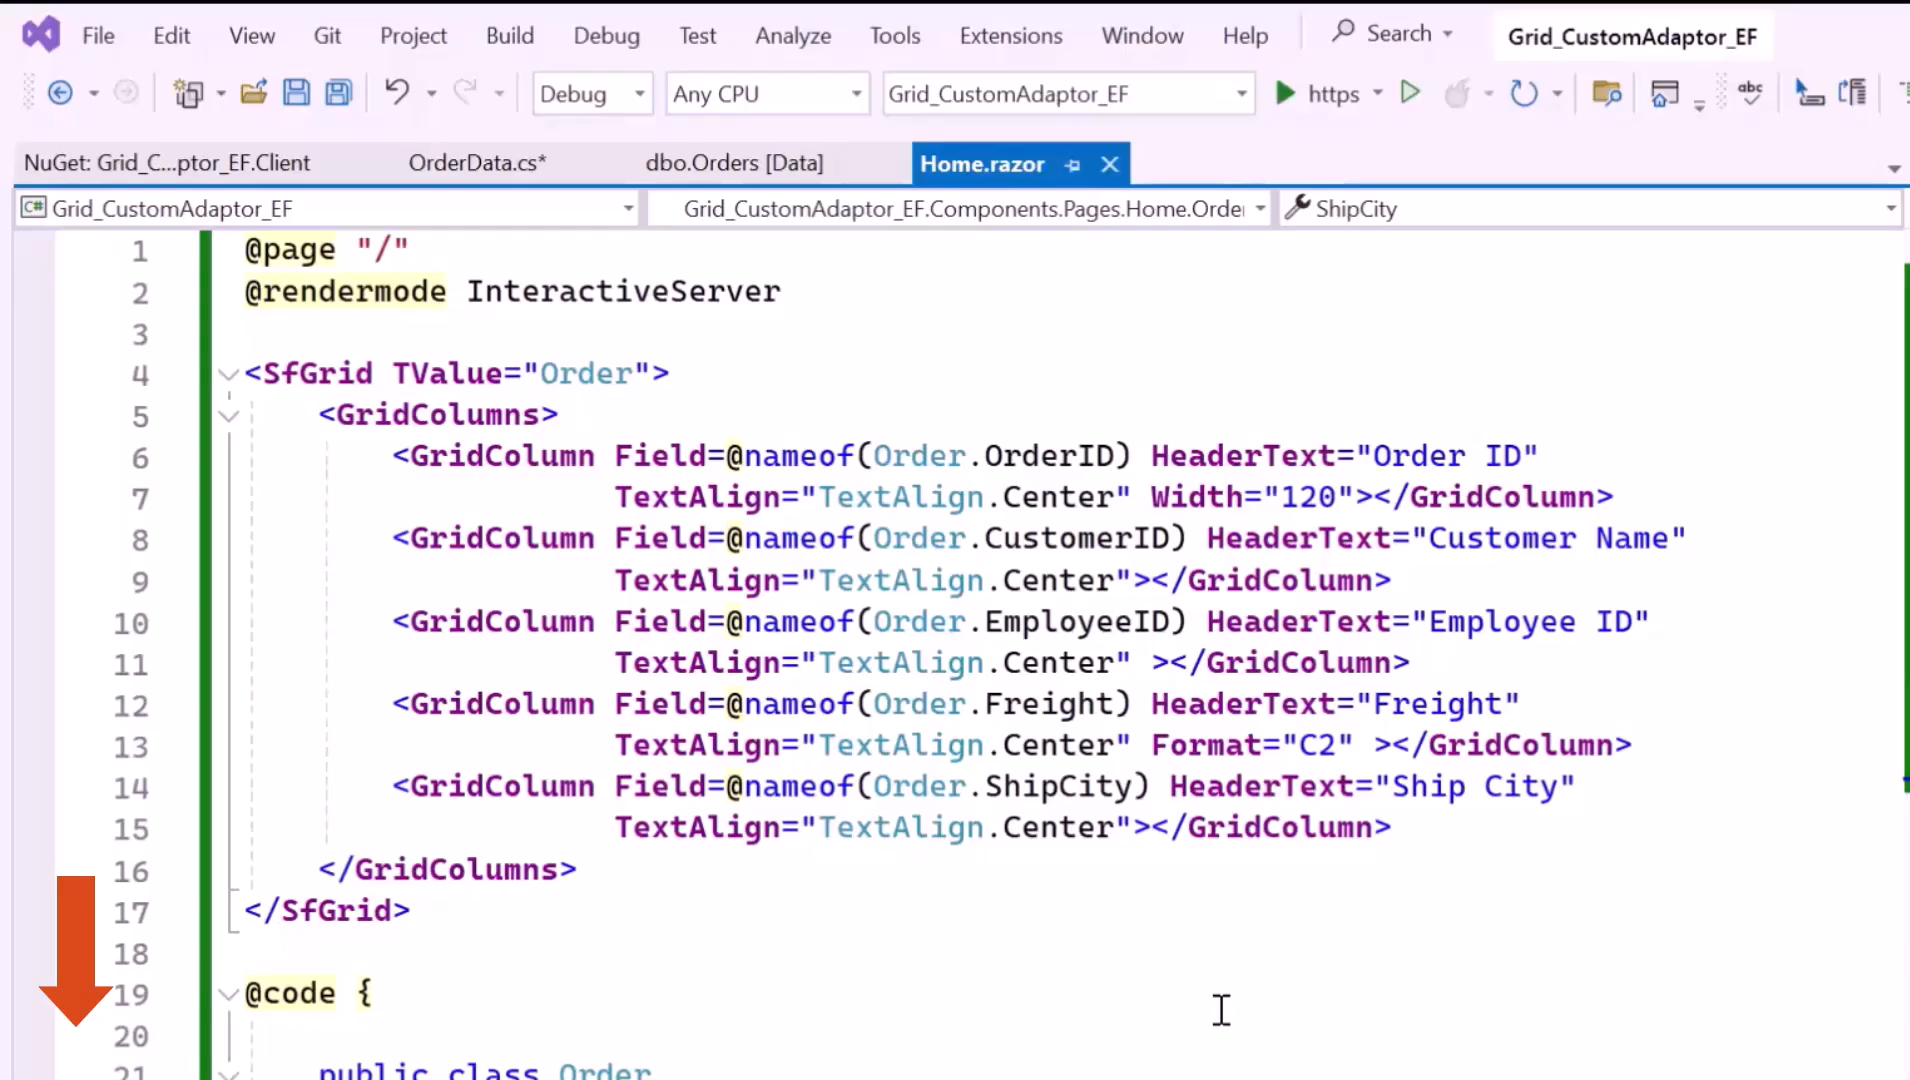 File Edit View Git Project Build Debug Test Analyze Tools Extensions Window Help Search Grid_CustomAdaptor_EF
Debug Any CPU Grid_CustomAdaptor_EF https abc
NuGet: Grid_C...ptor_EF.Client OrderData.cs* dbo.Orders [Data] Home.razor
C# Grid_CustomAdaptor_EF Grid_CustomAdaptor_EF.Components.Pages.Home.Order ShipCity
1 @page "/"
2 @rendermode InteractiveServer
3
4 <SfGrid TValue="Order">
5 <GridColumns>
6 <GridColumn Field=@nameof(Order.OrderID) HeaderText="Order ID"
7 TextAlign="TextAlign.Center" Width="120"></GridColumn>
8 <GridColumn Field=@nameof(Order.CustomerID) HeaderText="Customer Name"
9 TextAlign="TextAlign.Center"></GridColumn>
10 <GridColumn Field=@nameof(Order.EmployeeID) HeaderText="Employee ID"
11 TextAlign="TextAlign.Center" ></GridColumn>
12 <GridColumn Field=@nameof(Order.Freight) HeaderText="Freight"
13 TextAlign="TextAlign.Center" Format="C2" ></GridColumn>
14 <GridColumn Field=@nameof(Order.ShipCity) HeaderText="Ship City"
15 TextAlign="TextAlign.Center"></GridColumn>
16 </GridColumns>
17 </SfGrid>
18
19 @code {
20
21 public class Order